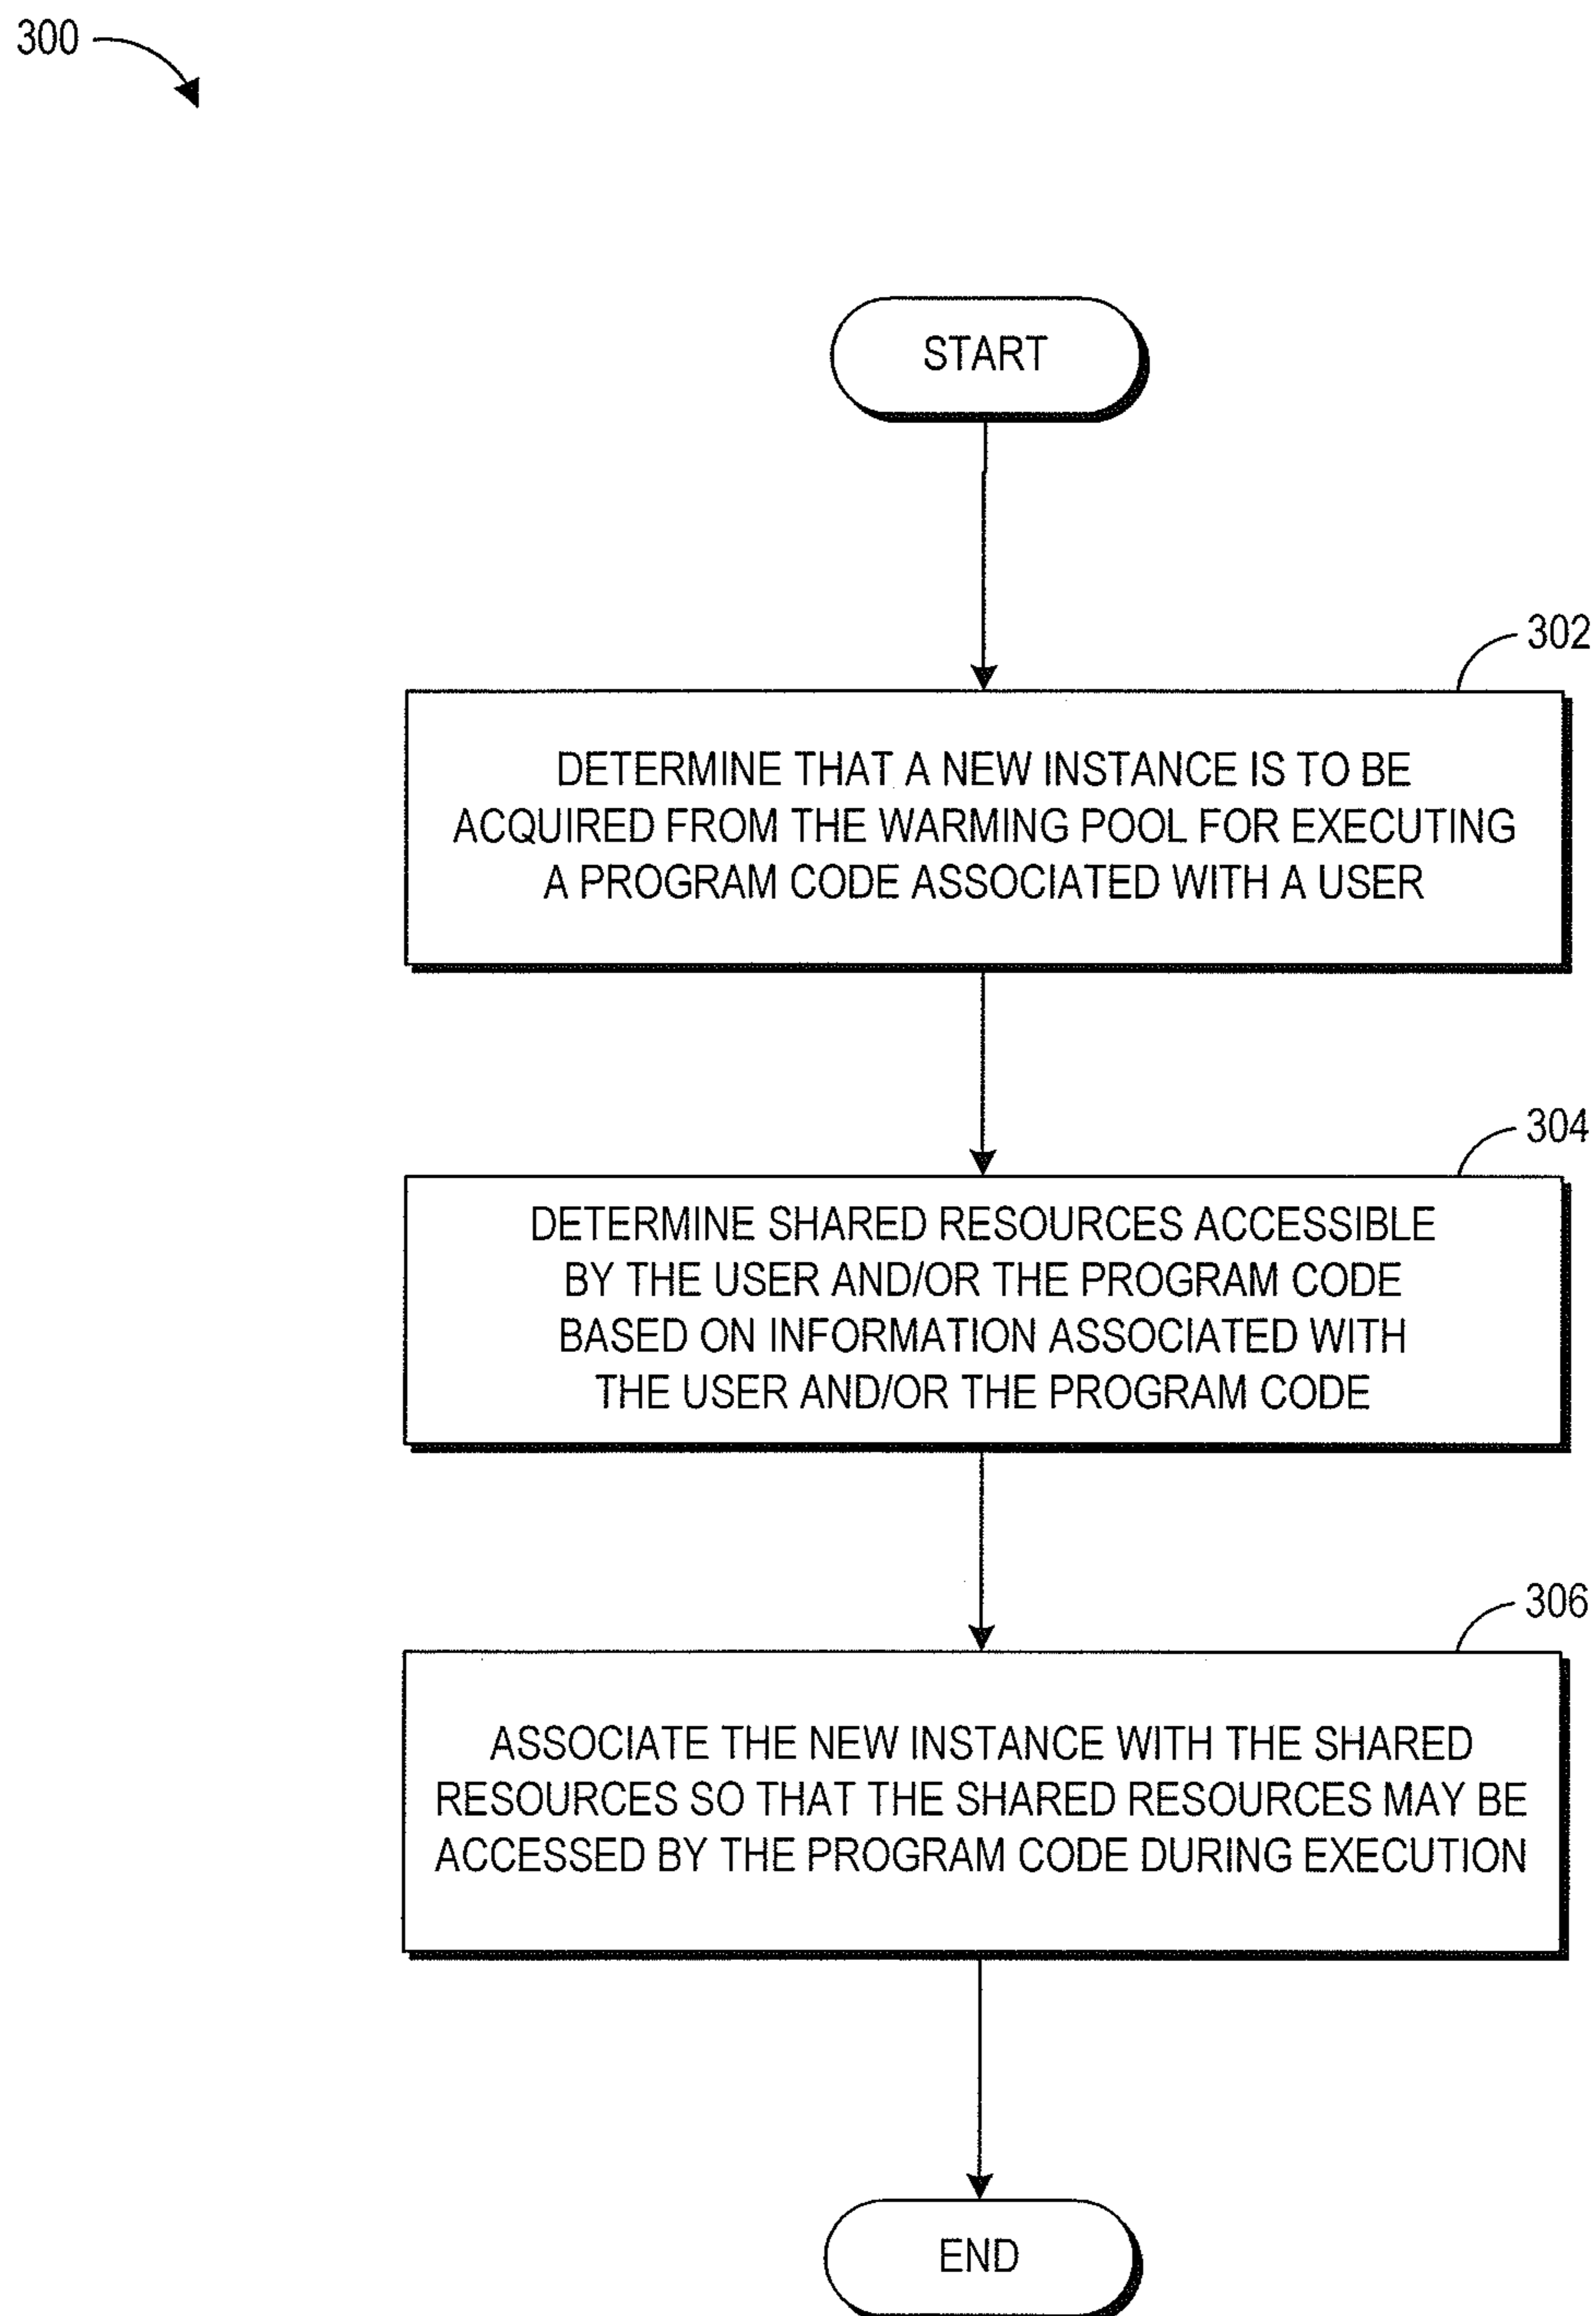 300
START
302
DETERMINE THAT A NEW INSTANCE IS TO BE
ACQUIRED FROM THE WARMING POOL FOR EXECUTING
A PROGRAM CODE ASSOCIATED WITH A USER
304
DETERMINE SHARED RESOURCES ACCESSIBLE
BY THE USER AND/OR THE PROGRAM CODE
BASED ON INFORMATION ASSOCIATED WITH
THE USER AND/OR THE PROGRAM CODE
306
ASSOCIATE THE NEW INSTANCE WITH THE SHARED
RESOURCES SO THAT THE SHARED RESOURCES MAY BE
ACCESSED BY THE PROGRAM CODE DURING EXECUTION
END